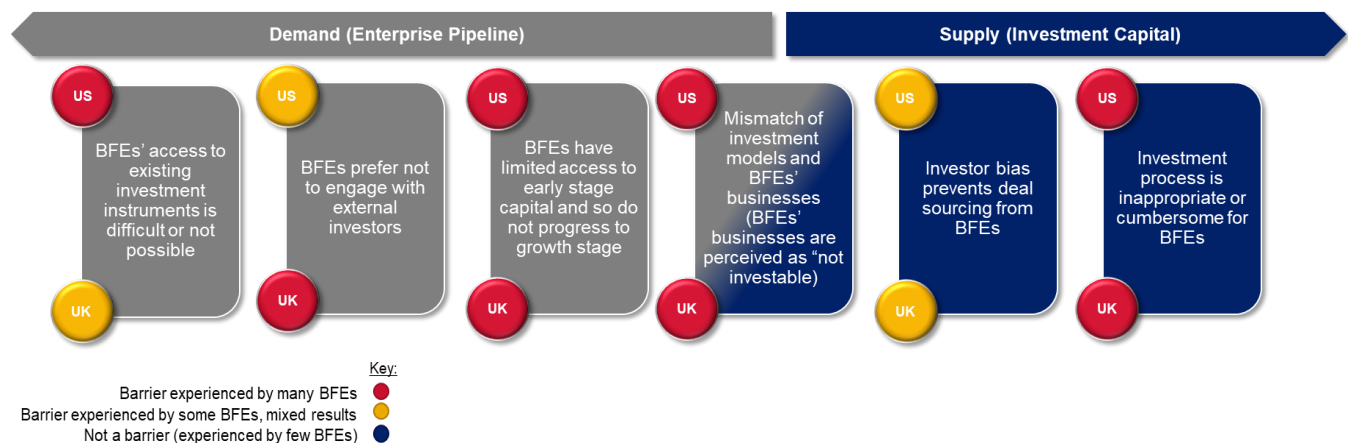 Demand (Enterprise Pipeline)
Supply (Investment Capital)
US
BFEs' access to
existing
investment
instruments is
difficult or not
possible
UK
US
BFEs prefer not
to engage with
external
investors
UK
US
BFEs have
limited access to
early stage
capital and so do
not progress to
growth stage
UK
US
Mismatch of
investment
models and
BFEs'
businesses
(BFEs'
businesses are
perceived as "not
investable)
UK
US
Investor bias
prevents deal
sourcing from
BFEs
UK
US
Investment
process is
inappropriate or
cumbersome for
BFEs
UK
Key:
Barrier experienced by many BFEs
Barrier experienced by some BFEs, mixed results
Not a barrier (experienced by few BFEs)